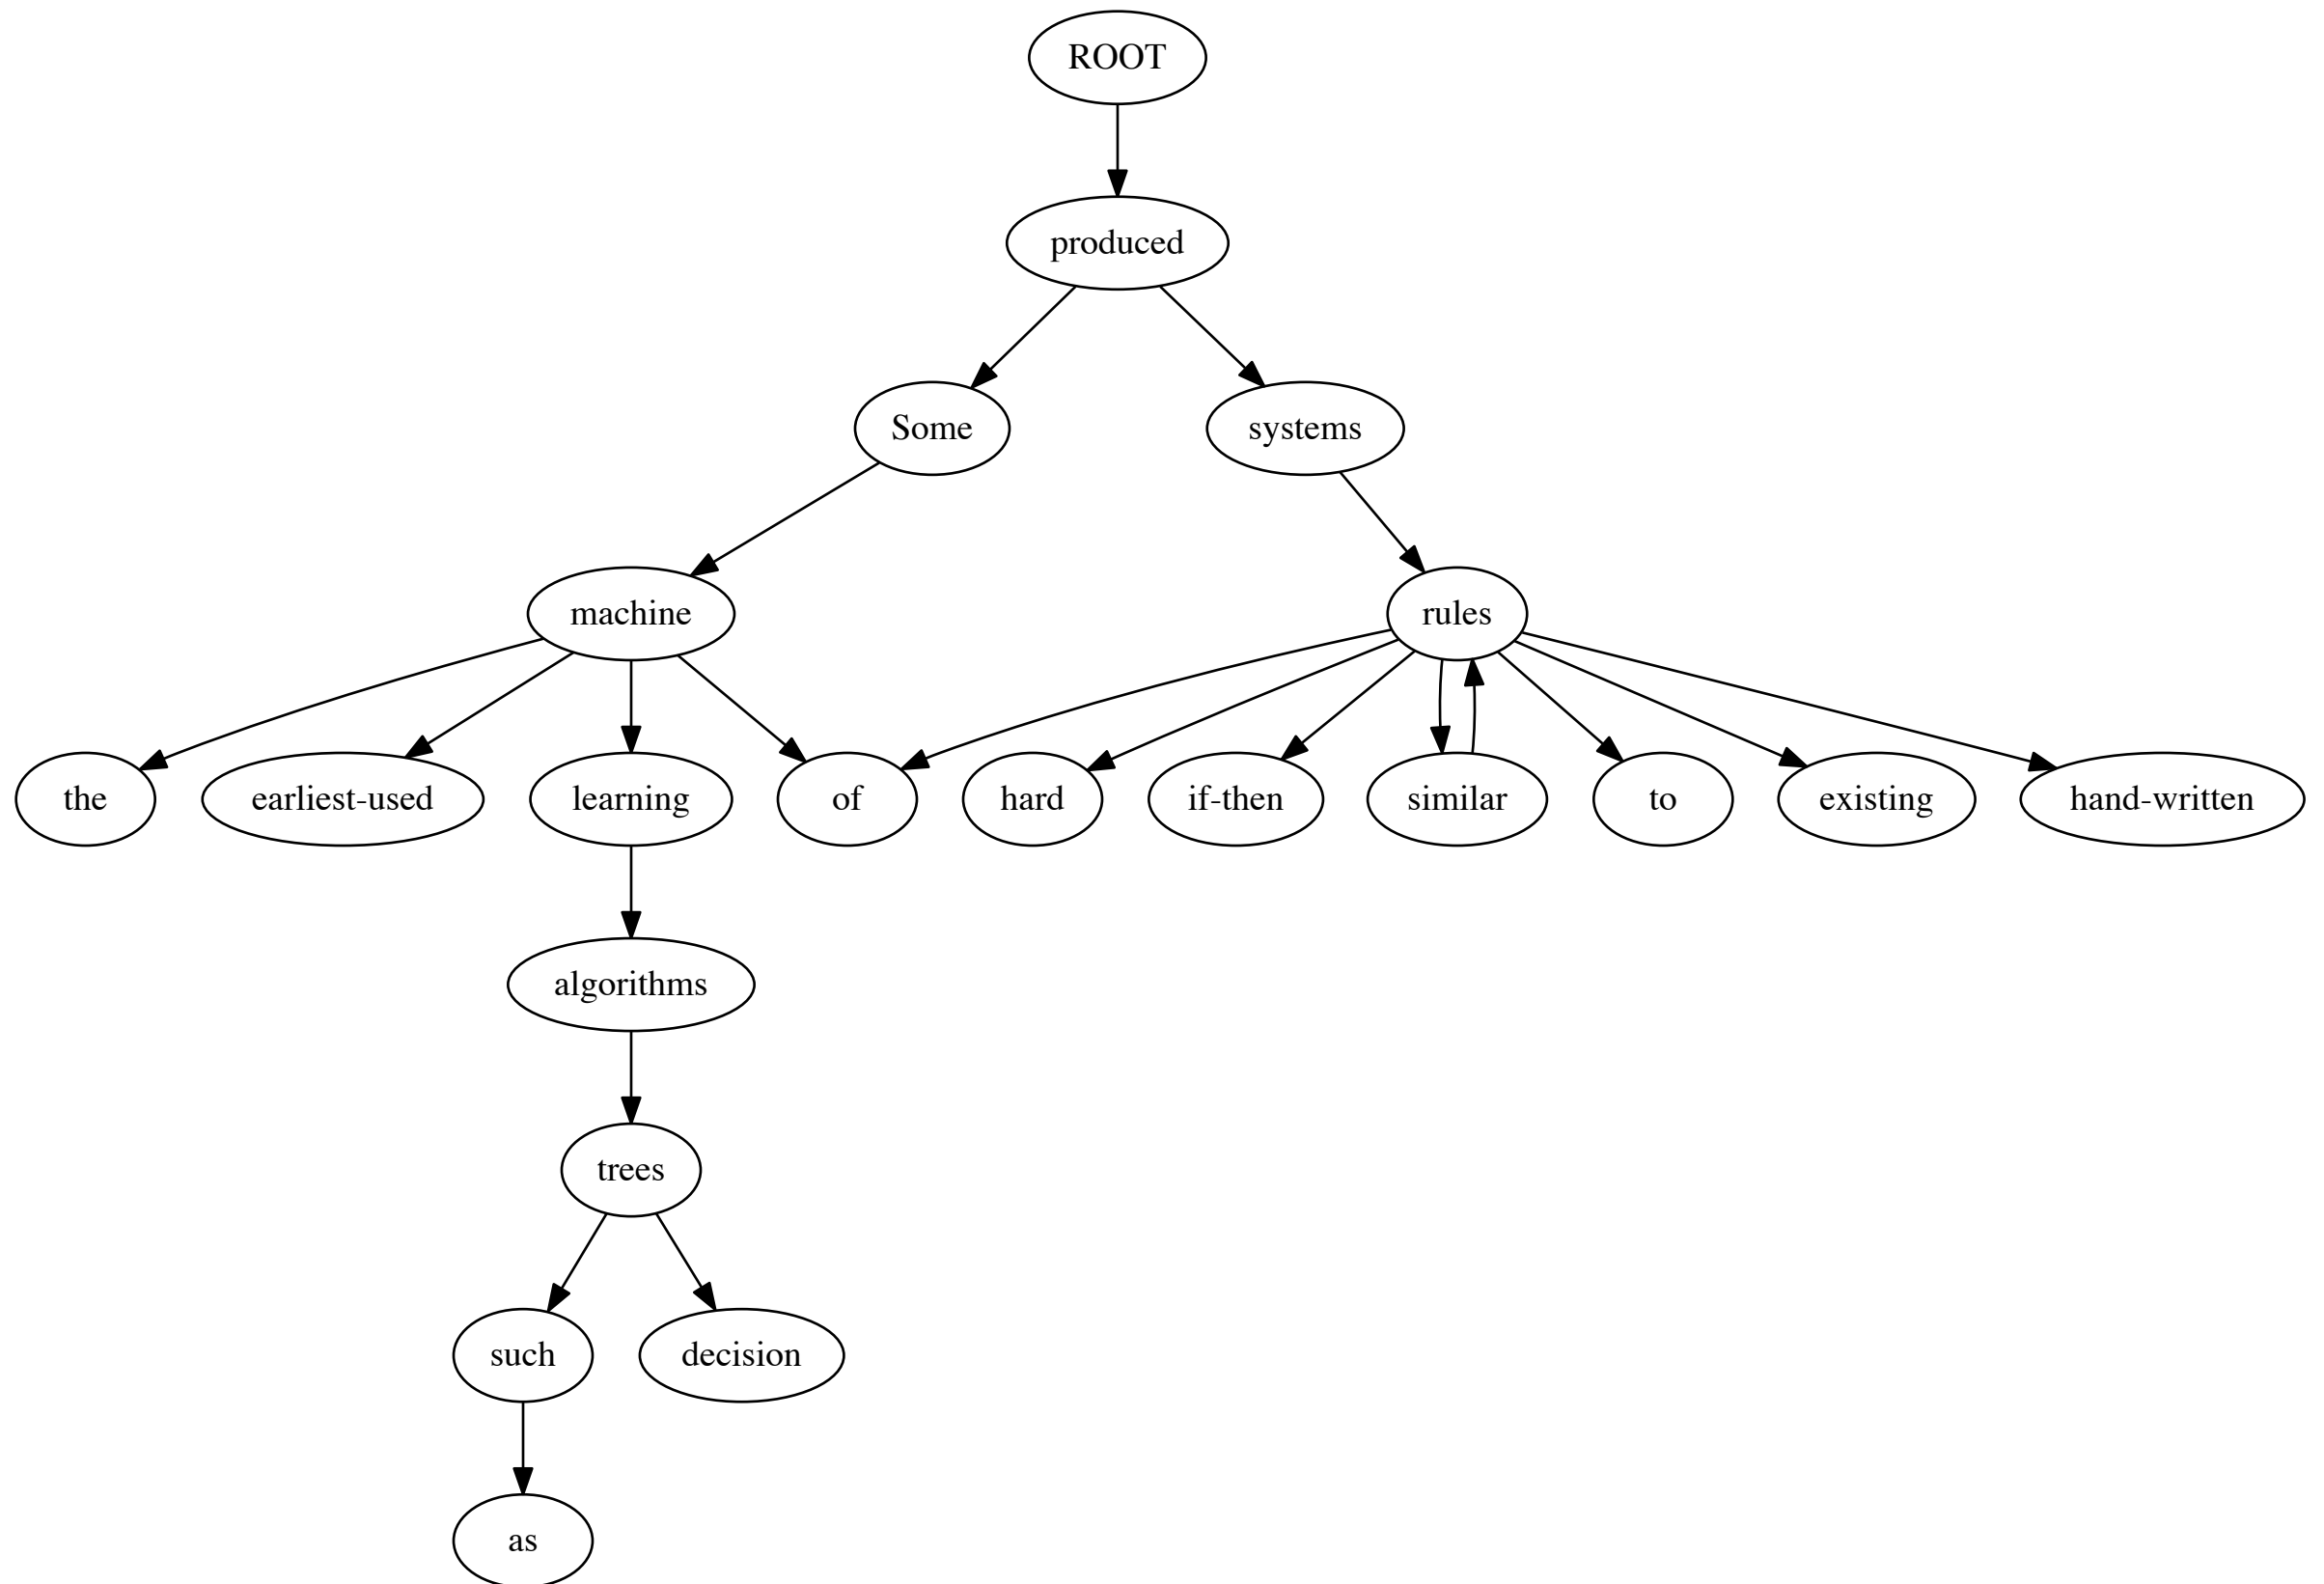 ROOT
produced
Some systems
machine rules
the earliest-used learning of hard if-then similar to existing hand-written
algorithms
trees
such decision
as